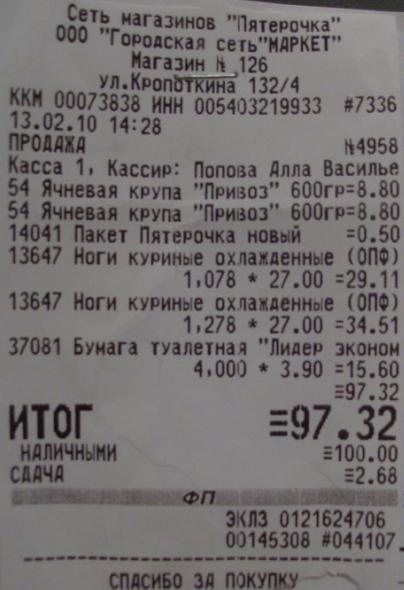 Сеть магазинов "Пятерочка"
ООО "Городская сеть"МАРКЕТ"
Магазин № 126
ул.Кропоткина 132/4
ККМ 00073838 ИНН 005403219933 #7336
13.02.10 14:28
ПРОДАЖА №4958
Касса 1, Кассир: Попова Алла Василье
54 Ячневая крупа "Привоз" 600гр=8.80
54 Ячневая крупа "Привоз" 600гр=8.80
14041 Пакет Пятерочка новый =0.50
13647 Ноги куриные охлажденные (ОПФ)
1,078 * 27.00 =29.11
13647 Ноги куриные охлажденные (ОПФ)
1,278 * 27.00 =34.51
37081 Бумага туалетная "Лидер эконом
4,000 * 3.90 =15.60
≡97.32
ИТОГ ≡97.32
НАЛИЧНЫМИ ≡100.00
СДАЧА ≡2.68
ФП
ЭКЛЗ 0121624706
00145308 #044107
СПАСИБО ЗА ПОКУПКУ